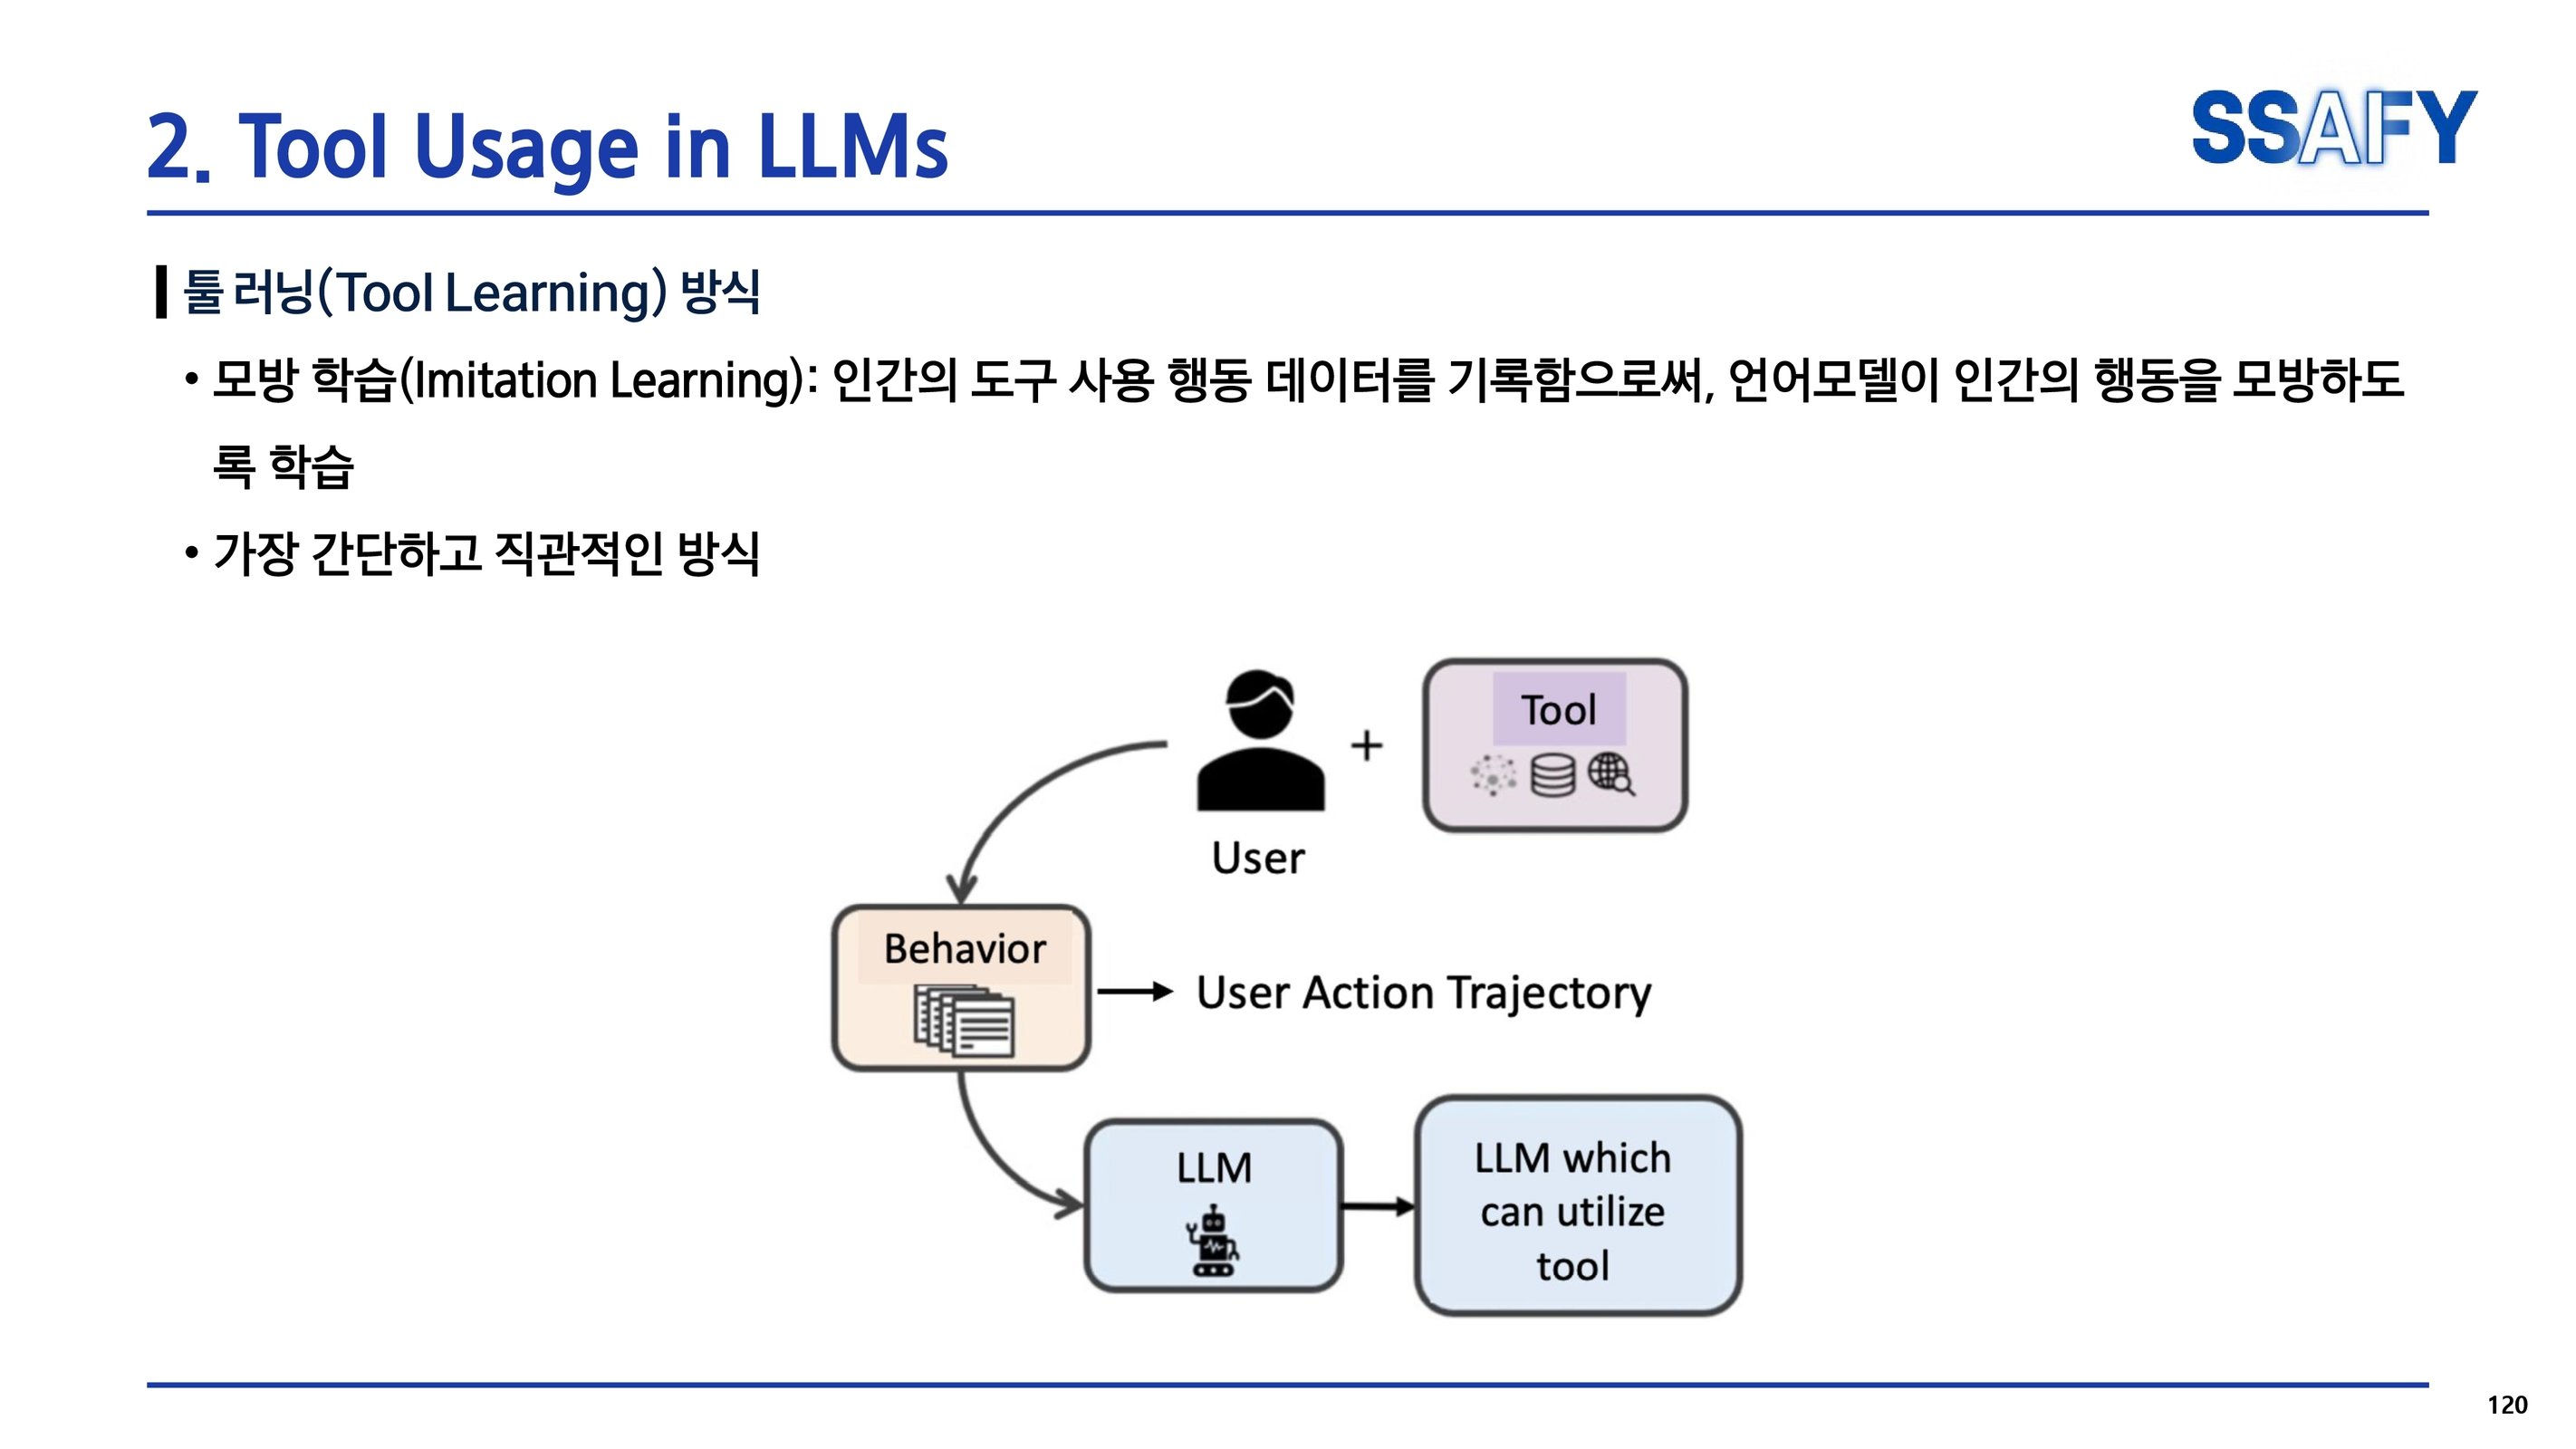 2. Tool Usage in LLMs
SSAFY
툴 러닝(Tool Learning) 방식
• 모방 학습(Imitation Learning): 인간의 도구 사용 행동 데이터를 기록함으로써, 언어모델이 인간의 행동을 모방하도
록 학습
• 가장 간단하고 직관적인 방식
Tool
+
User
Behavior
User Action Trajectory
LLM
LLM which
can utilize
tool
120